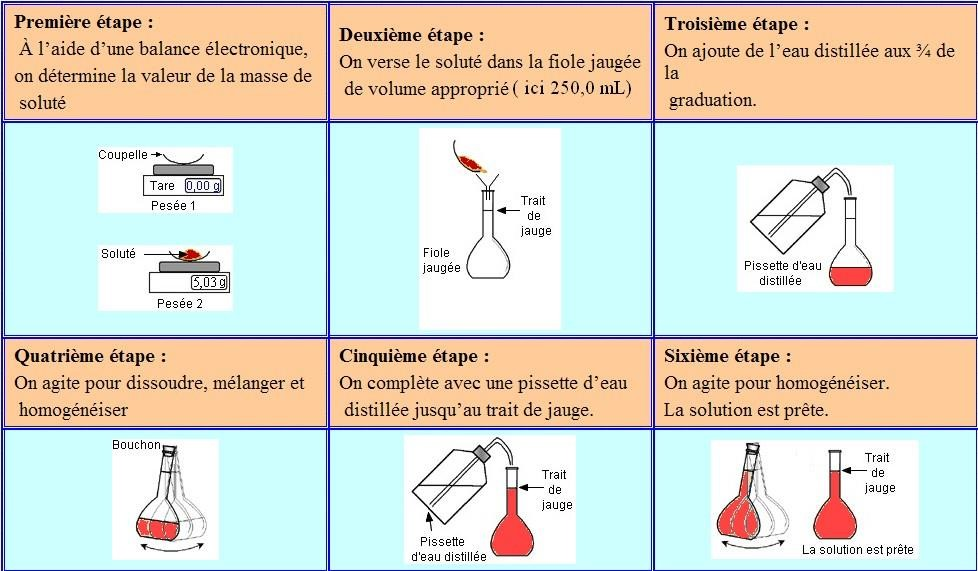 Première étape :
À l’aide d’une balance électronique,
on détermine la valeur de la masse de
soluté
Deuxième étape :
On verse le soluté dans la fiole jaugée
de volume approprié ( ici 250,0 mL)
Troisième étape :
On ajoute de l’eau distillée aux ¾ de
la
graduation.
Coupelle
Tare 0,00 g
Pesée 1
Soluté
5,03 g
Pesée 2
Trait
de
jauge
Fiole
jaugée
Pissette d'eau
distillée
Quatrième étape :
On agite pour dissoudre, mélanger et
homogénéiser
Cinquième étape :
On complète avec une pissette d’eau
distillée jusqu’au trait de jauge.
Sixième étape :
On agite pour homogénéiser.
La solution est prête.
Bouchon
Trait
de
jauge
Pissette
d'eau distillée
Trait
de
jauge
La solution est prête